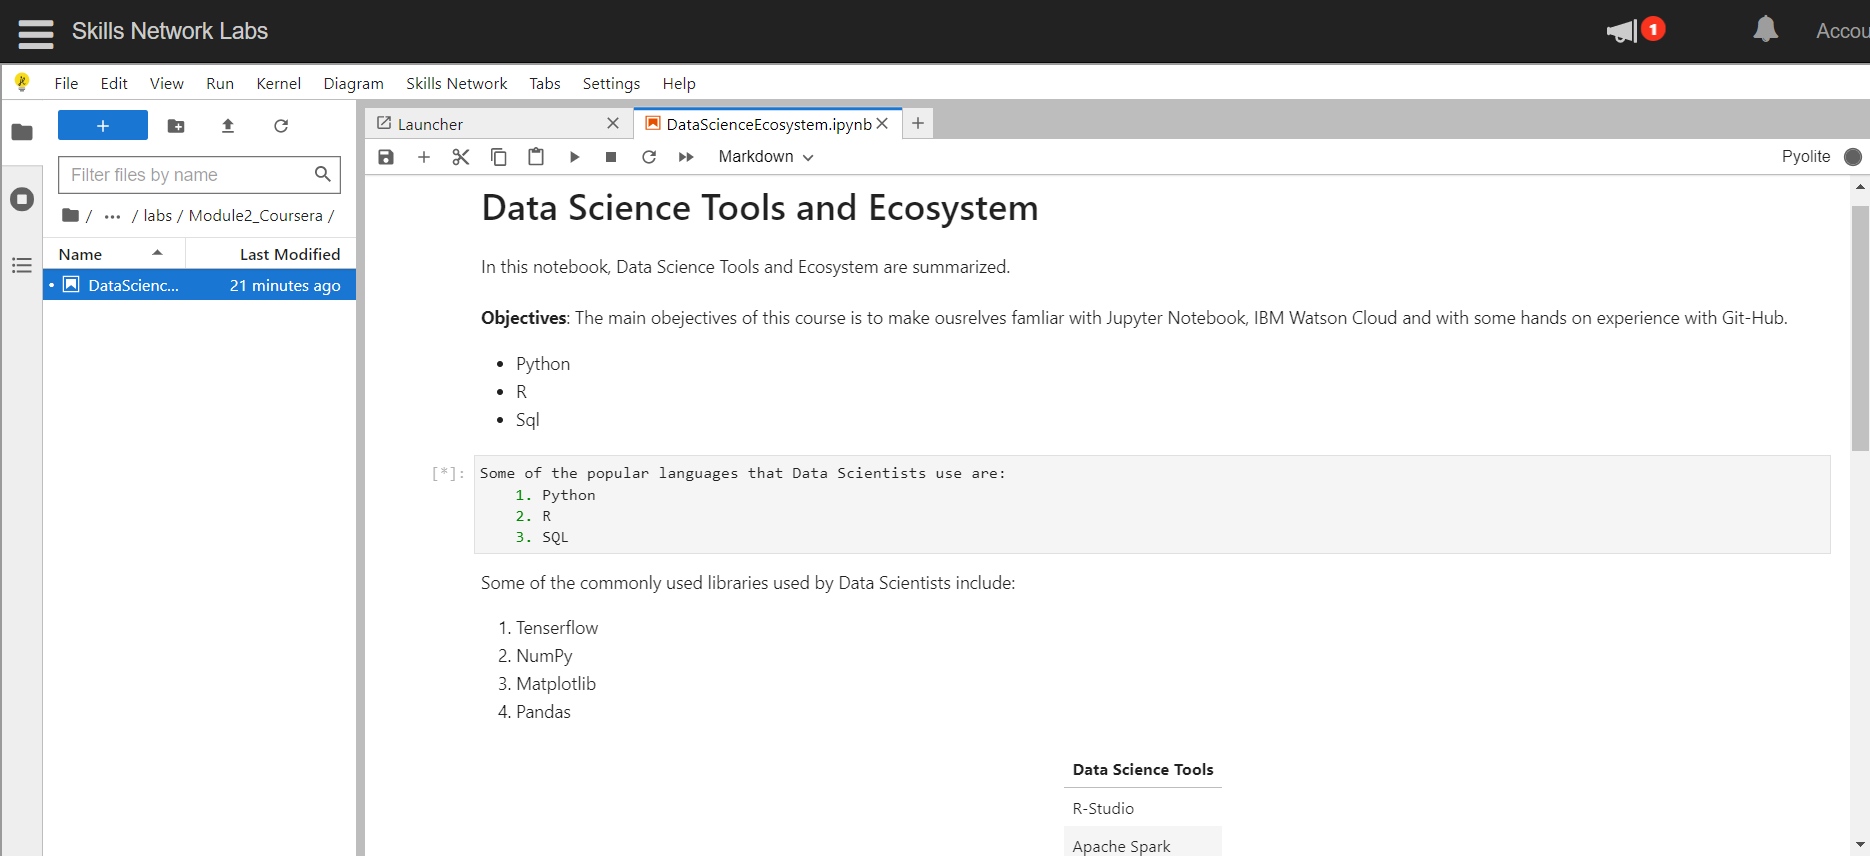 Skills Network Labs
1
Accou
File Edit View Run Kernel Diagram Skills Network Tabs Settings Help
+
Launcher
DataScienceEcosystem.ipynb
Markdown
Pyolite
Filter files by name
/ ... / labs / Module2_Coursera /
Name Last Modified
DataScienc... 21 minutes ago
Data Science Tools and Ecosystem
In this notebook, Data Science Tools and Ecosystem are summarized.
Objectives: The main obejectives of this course is to make ousrelves famliar with Jupyter Notebook, IBM Watson Cloud and with some hands on experience with Git-Hub.
• Python
• R
• Sql
[*]: Some of the popular languages that Data Scientists use are:
1. Python
2. R
3. SQL
Some of the commonly used libraries used by Data Scientists include:
1. Tenserflow
2. NumPy
3. Matplotlib
4. Pandas
Data Science Tools
R-Studio
Apache Spark